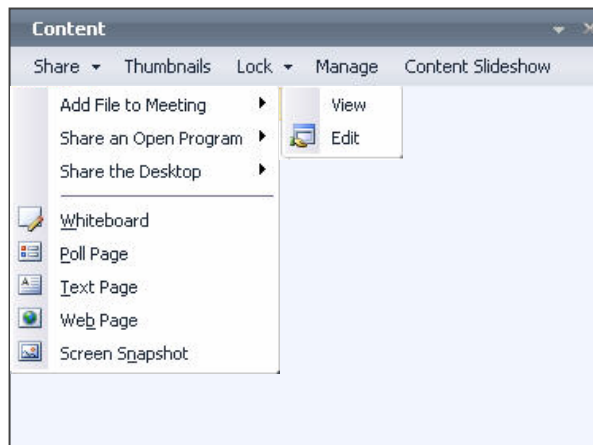 Content
Share Thumbnails Lock Manage Content Slideshow
Add File to Meeting View
Share an Open Program Edit
Share the Desktop
Whiteboard
Poll Page
Text Page
Web Page
Screen Snapshot